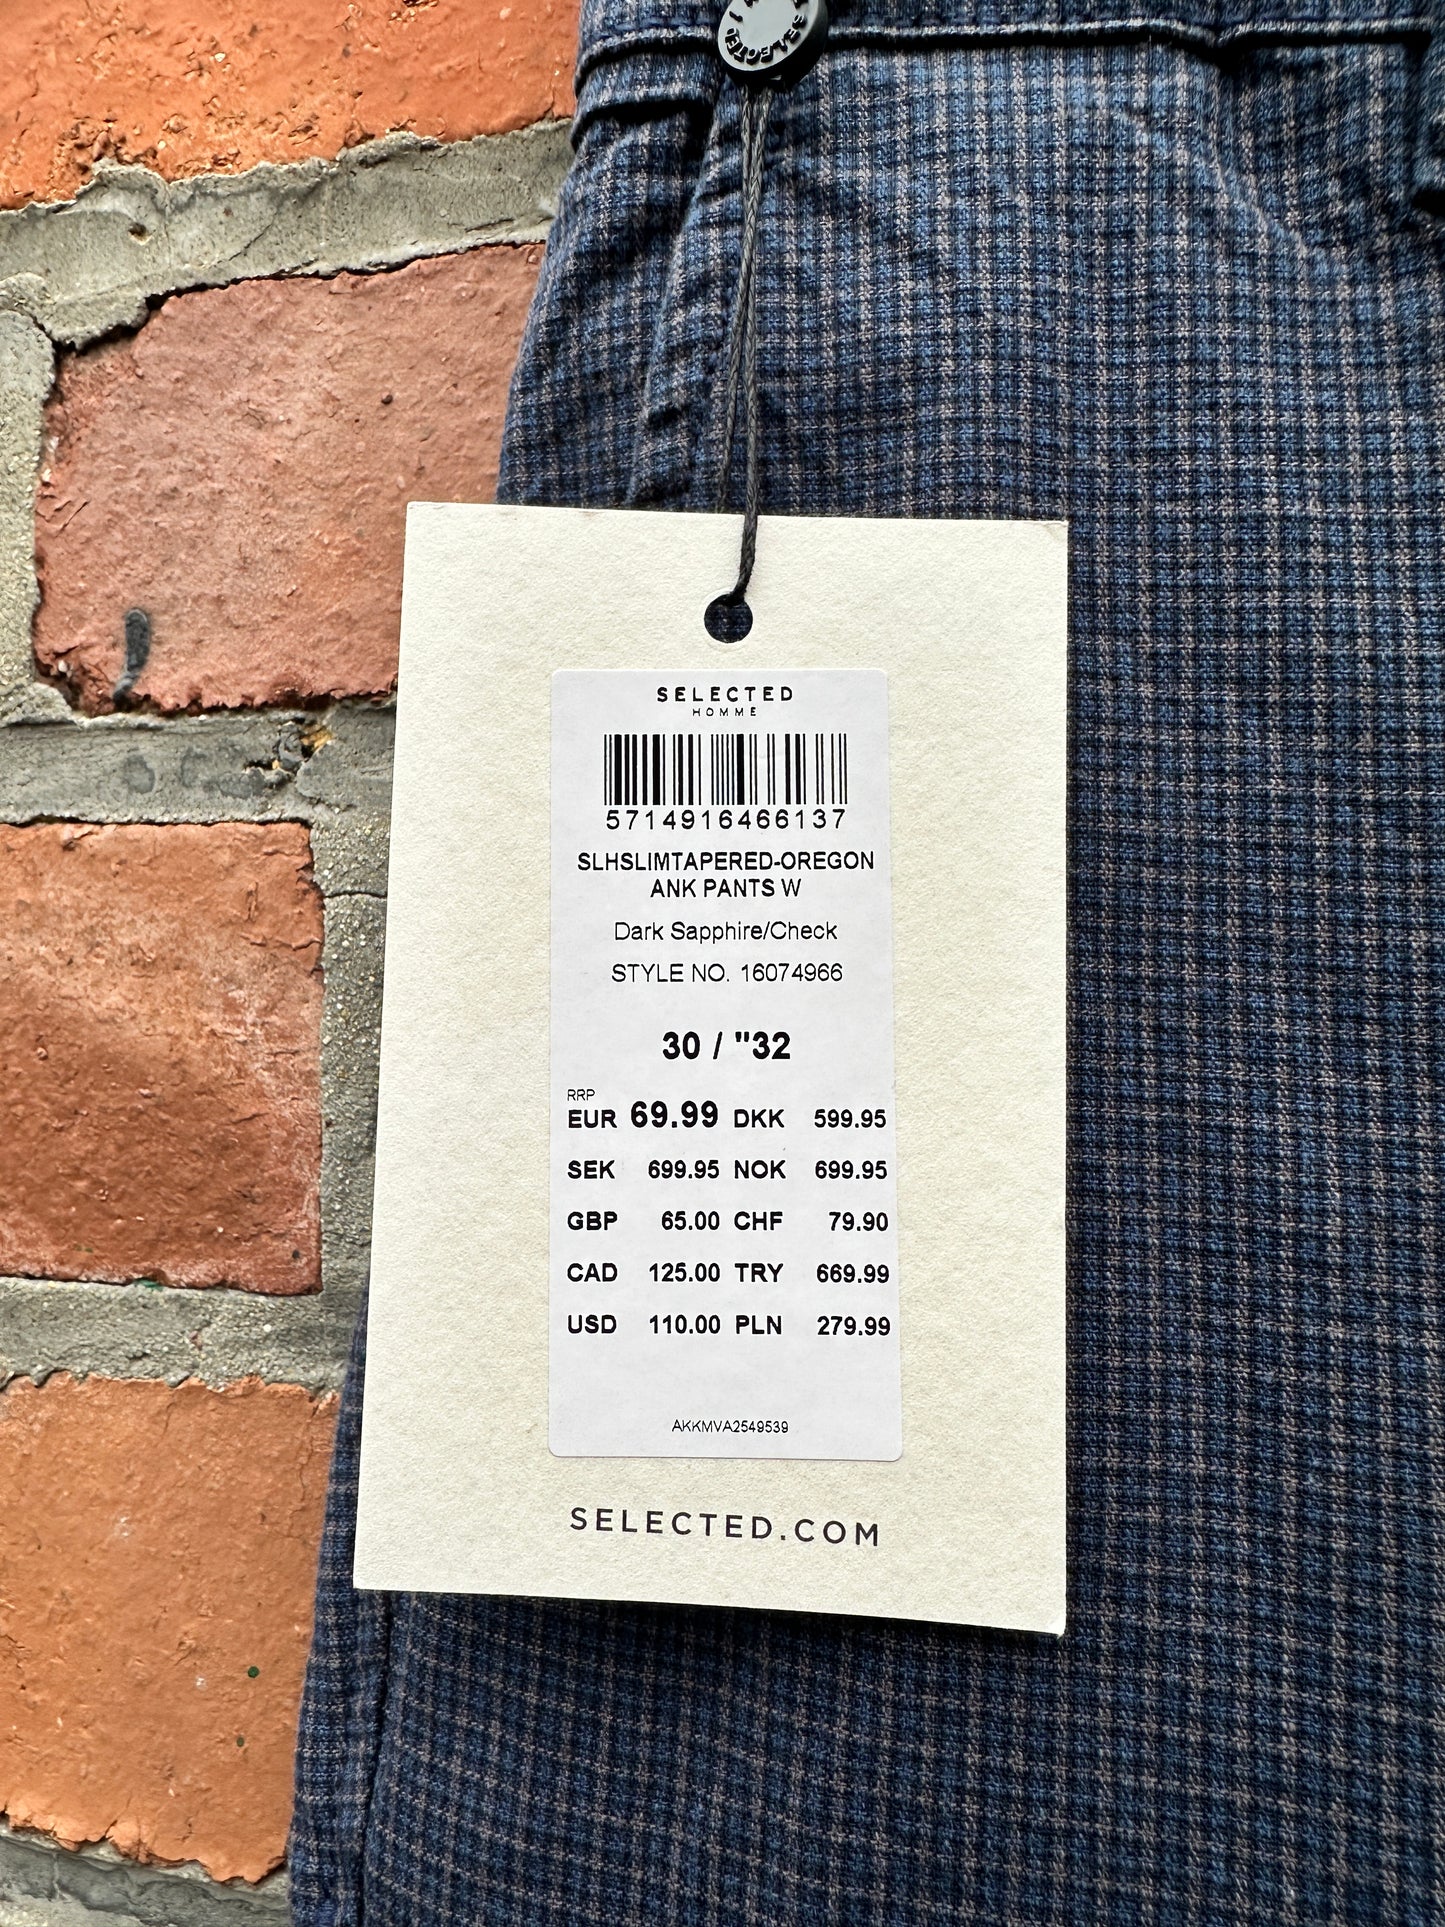 SELECTED
SELECTED
HOMME
5714916466137
SLHSLIMTAPERED-OREGON
ANK PANTS W
Dark Sapphire/Check
STYLE NO. 16074966
30 / "32
RRP
EUR 69.99 DKK 599.95
SEK 699.95 NOK 699.95
GBP 65.00 CHF 79.90
CAD 125.00 TRY 669.99
USD 110.00 PLN 279.99
AKKMVA2549539
SELECTED.COM